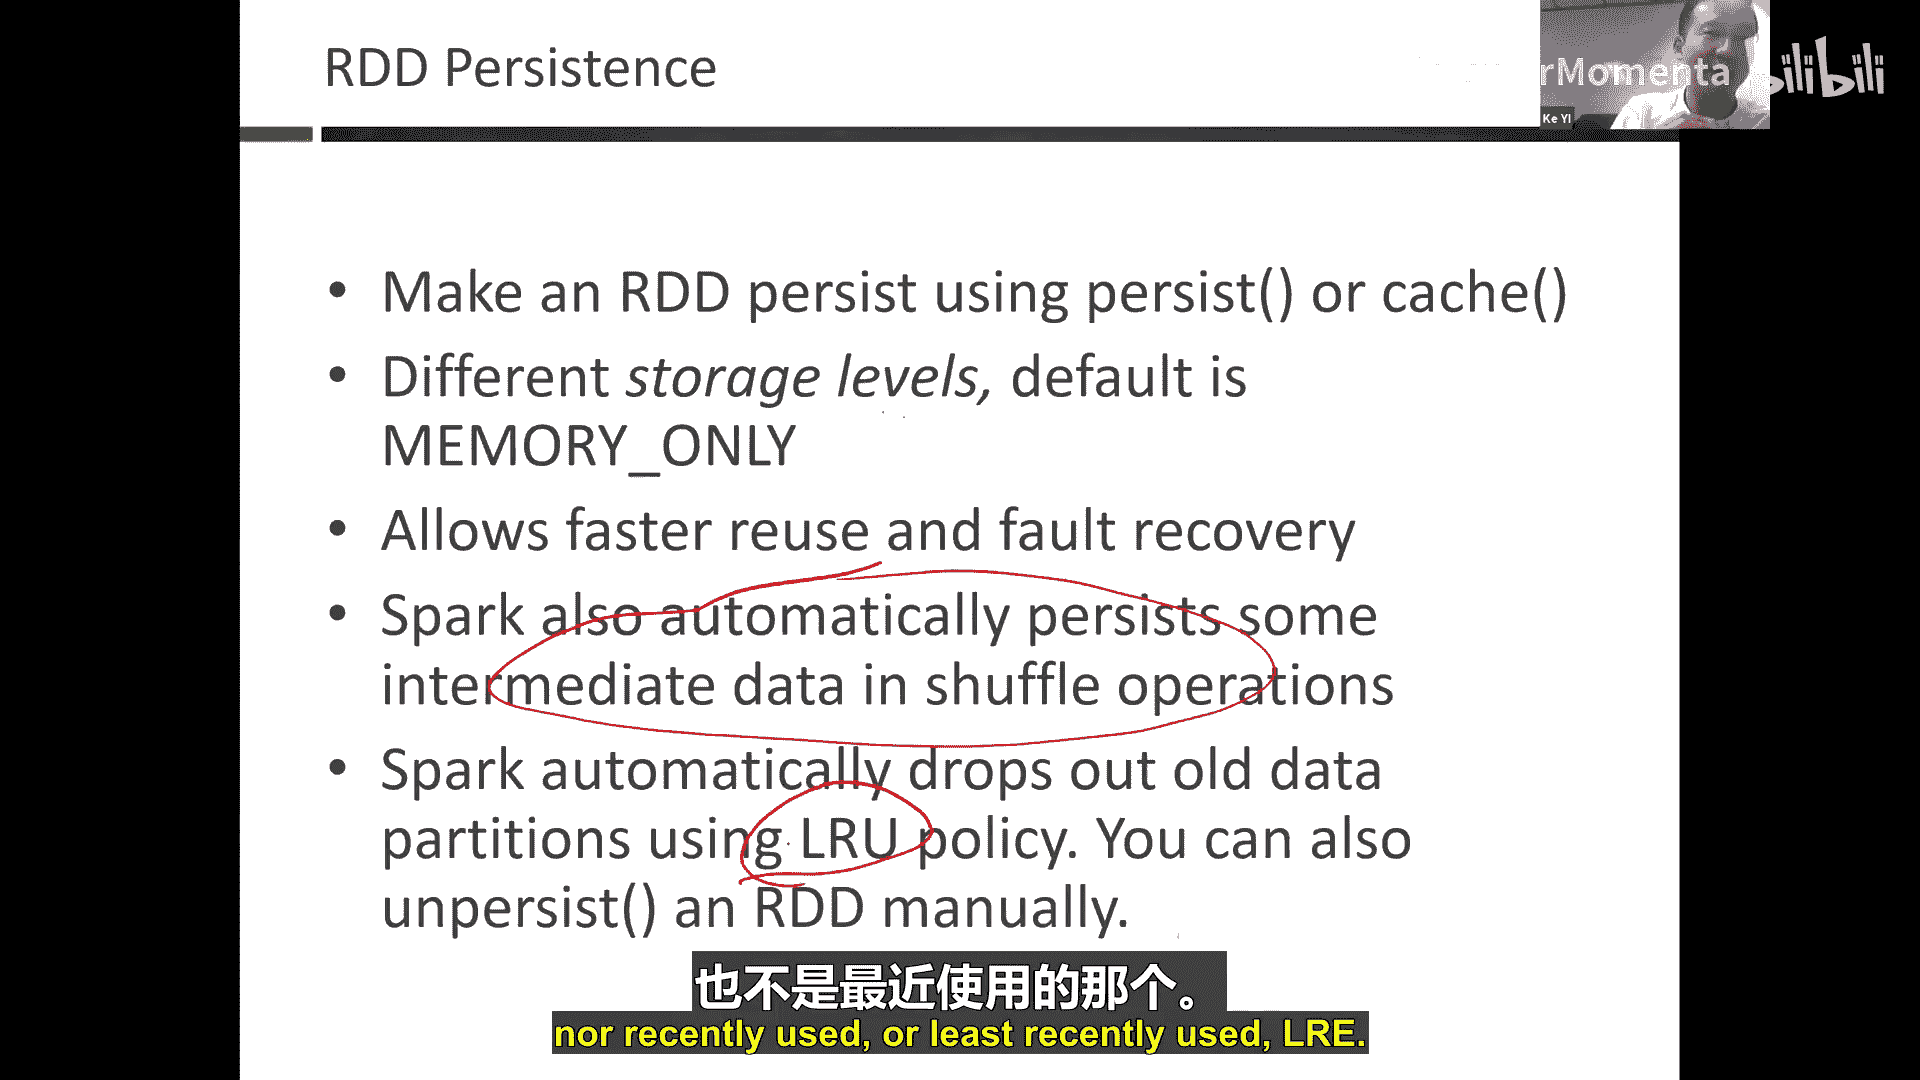 RDD Persistence
rMomenta
bilibili
Ke YI
• Make an RDD persist using persist() or cache()
• Different storage levels, default is
MEMORY_ONLY
• Allows faster reuse and fault recovery
• Spark also automatically persists some
intermediate data in shuffle operations
• Spark automatically drops out old data
partitions using LRU policy. You can also
unpersist() an RDD manually.
也不是最近使用的那个。
nor recently used, or least recently used, LRE.